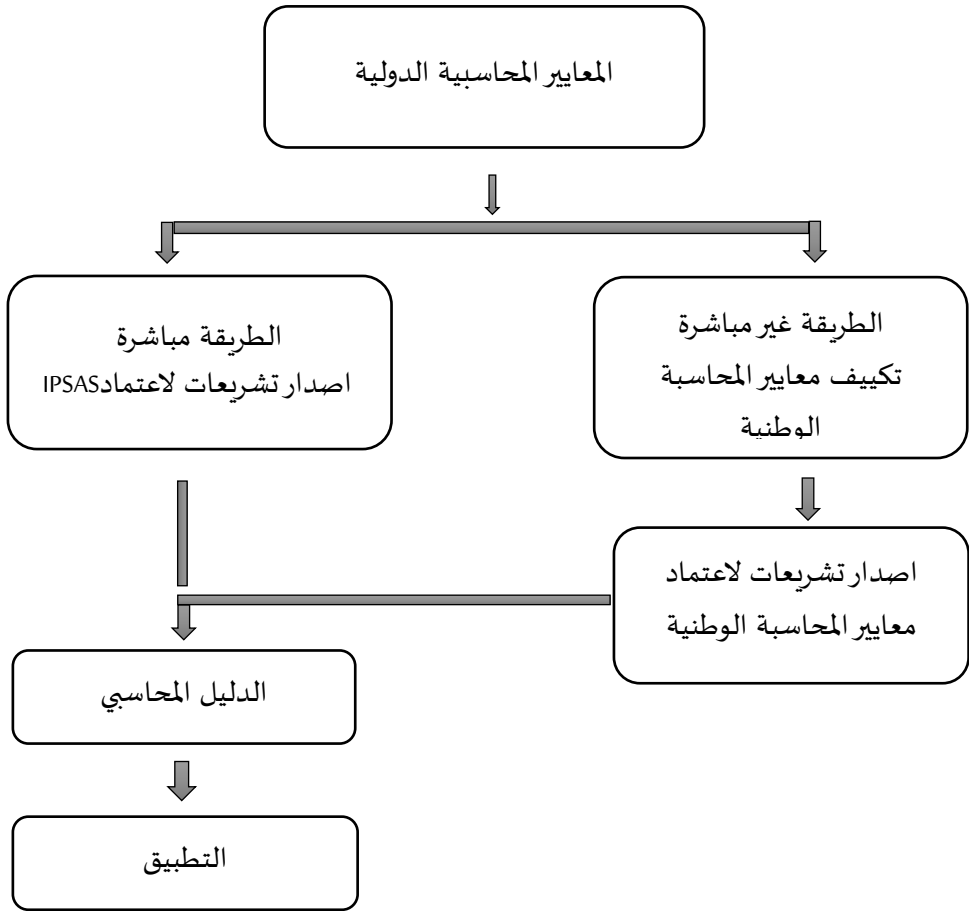 المعايير المحاسبية الدولية
الطريقة غير مباشرة
تكييف معايير المحاسبة
الوطنية
الطريقة مباشرة
اصدار تشريعات لاعتمادIPSAS
اصدار تشريعات لاعتماد
معايير المحاسبة الوطنية
الدليل المحاسبي
التطبيق